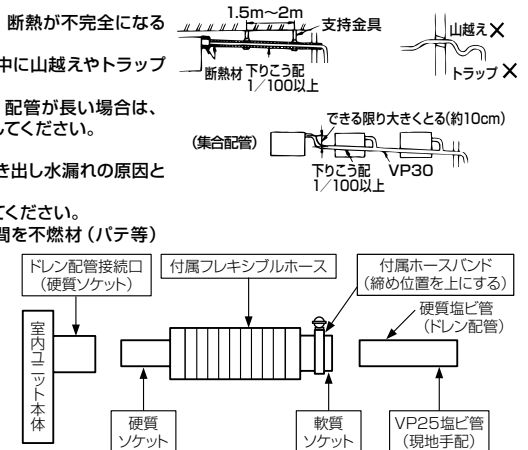 断熱が不完全になる
中に山越えやトラップ
配管が長い場合は、
してください。
き出し水漏れの原因と
てください。
間を不燃材(パテ等)
1.5m〜2m
支持金具
断熱材
下りこう配
1/100以上
山越え×
トラップ×
できる限り大きくとる(約10cm)
(集合配管)
下りこう配
1/100以上
VP30
ドレン配管接続口
(硬質ソケット)
付属フレキシブルホース
付属ホースバンド
(締め位置を上にする)
硬質塩ビ管
(ドレン配管)
室内ユニット本体
硬質
ソケット
軟質
ソケット
VP25塩ビ管
(現地手配)